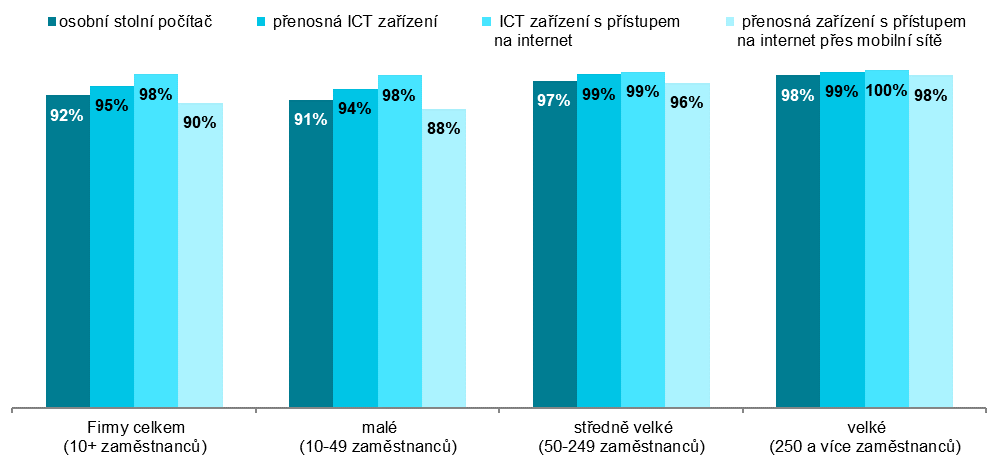 osobní stolní počítač
přenosná ICT zařízení
ICT zařízení s přístupem
na internet
přenosná zařízení s přístupem
na internet přes mobilní sítě
92%
95%
98%
90%
91%
94%
98%
88%
97%
99%
99%
96%
98%
99%
100%
98%
Firmy celkem
(10+ zaměstnanců)
malé
(10-49 zaměstnanců)
středně velké
(50-249 zaměstnanců)
velké
(250 a více zaměstnanců)